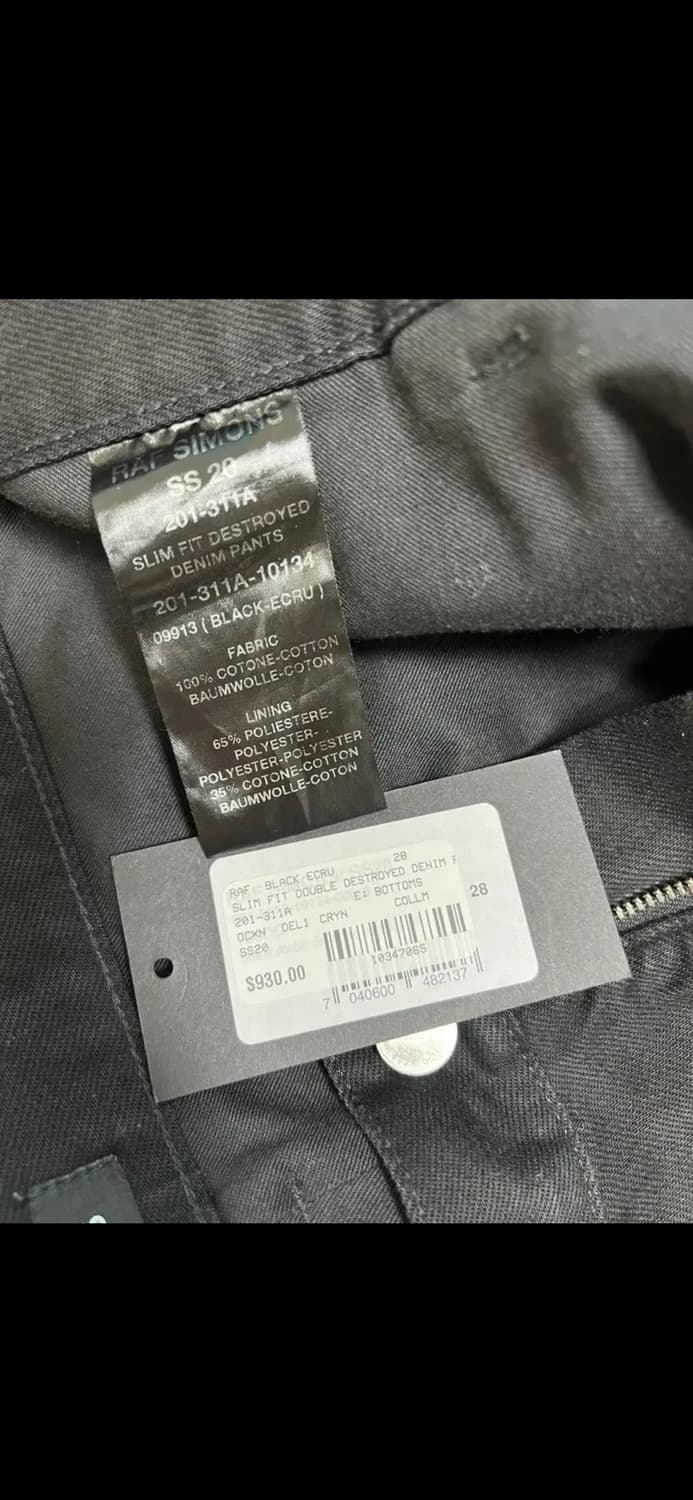 RAF SIMONS
SS 20
201-311A
SLIM FIT DESTROYED
DENIM PANTS
201-311A-10134
09913 ( BLACK-ECRU )
FABRIC
100% COTONE-COTTON
BAUMWOLLE-COTON
LINING
65% POLIESTERE-
POLYESTER-
POLYESTER-POLYESTER
35% COTONE-COTTON
BAUMWOLLE-COTON
RAF BLACK-ECRU 28
SLIM FIT DOUBLE DESTROYED DENIM P
201-311A E: BOTTOMS
OCXN DEL1 CRYN COLLM
SS20
10347065
$930.00
28
7 040600 482137